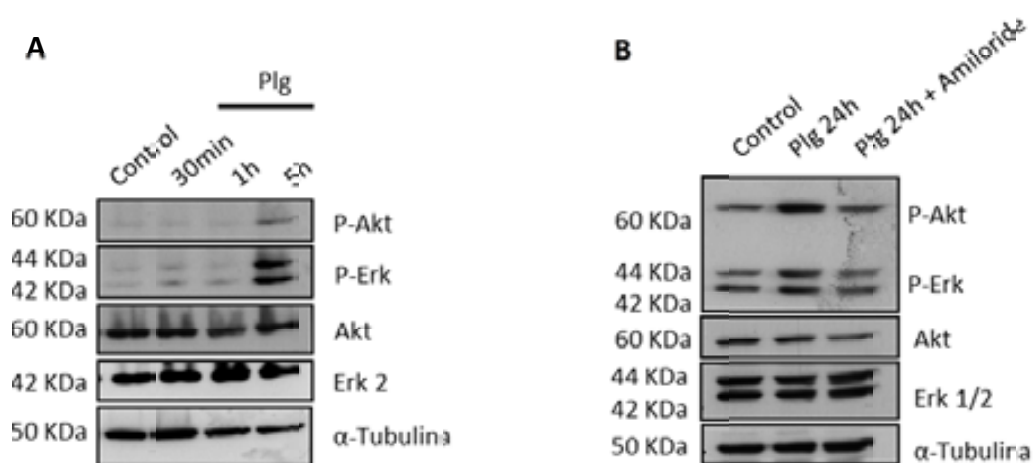 A
Plg
Control
30min
1h
5h
60 KDa
P-Akt
44 KDa
42 KDa
P-Erk
60 KDa
Akt
42 KDa
Erk 2
50 KDa
α-Tubulina
B
Control
Plg 24h
Plg 24h + Amiloride
60 KDa
P-Akt
44 KDa
42 KDa
P-Erk
60 KDa
Akt
44 KDa
42 KDa
Erk 1/2
50 KDa
α-Tubulina